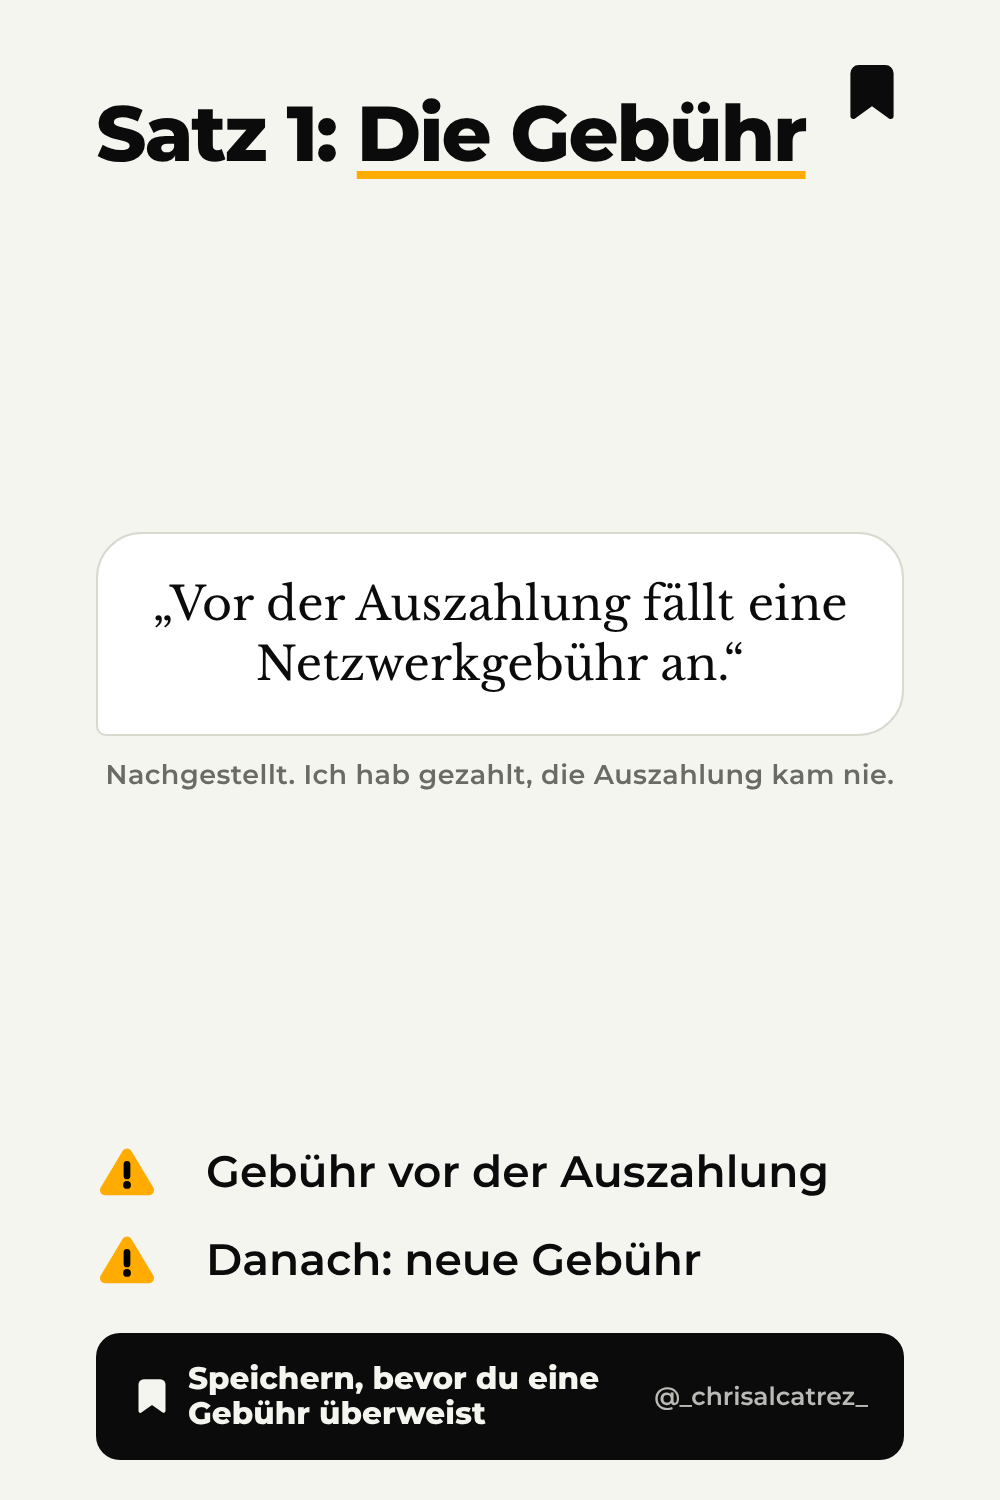 Satz 1: Die Gebühr
„Vor der Auszahlung fällt eine
Netzwerkgebühr an.“
Nachgestellt. Ich hab gezahlt, die Auszahlung kam nie.
Gebühr vor der Auszahlung
Danach: neue Gebühr
Speichern, bevor du eine
Gebühr überweist
@_chrisalcatrez_